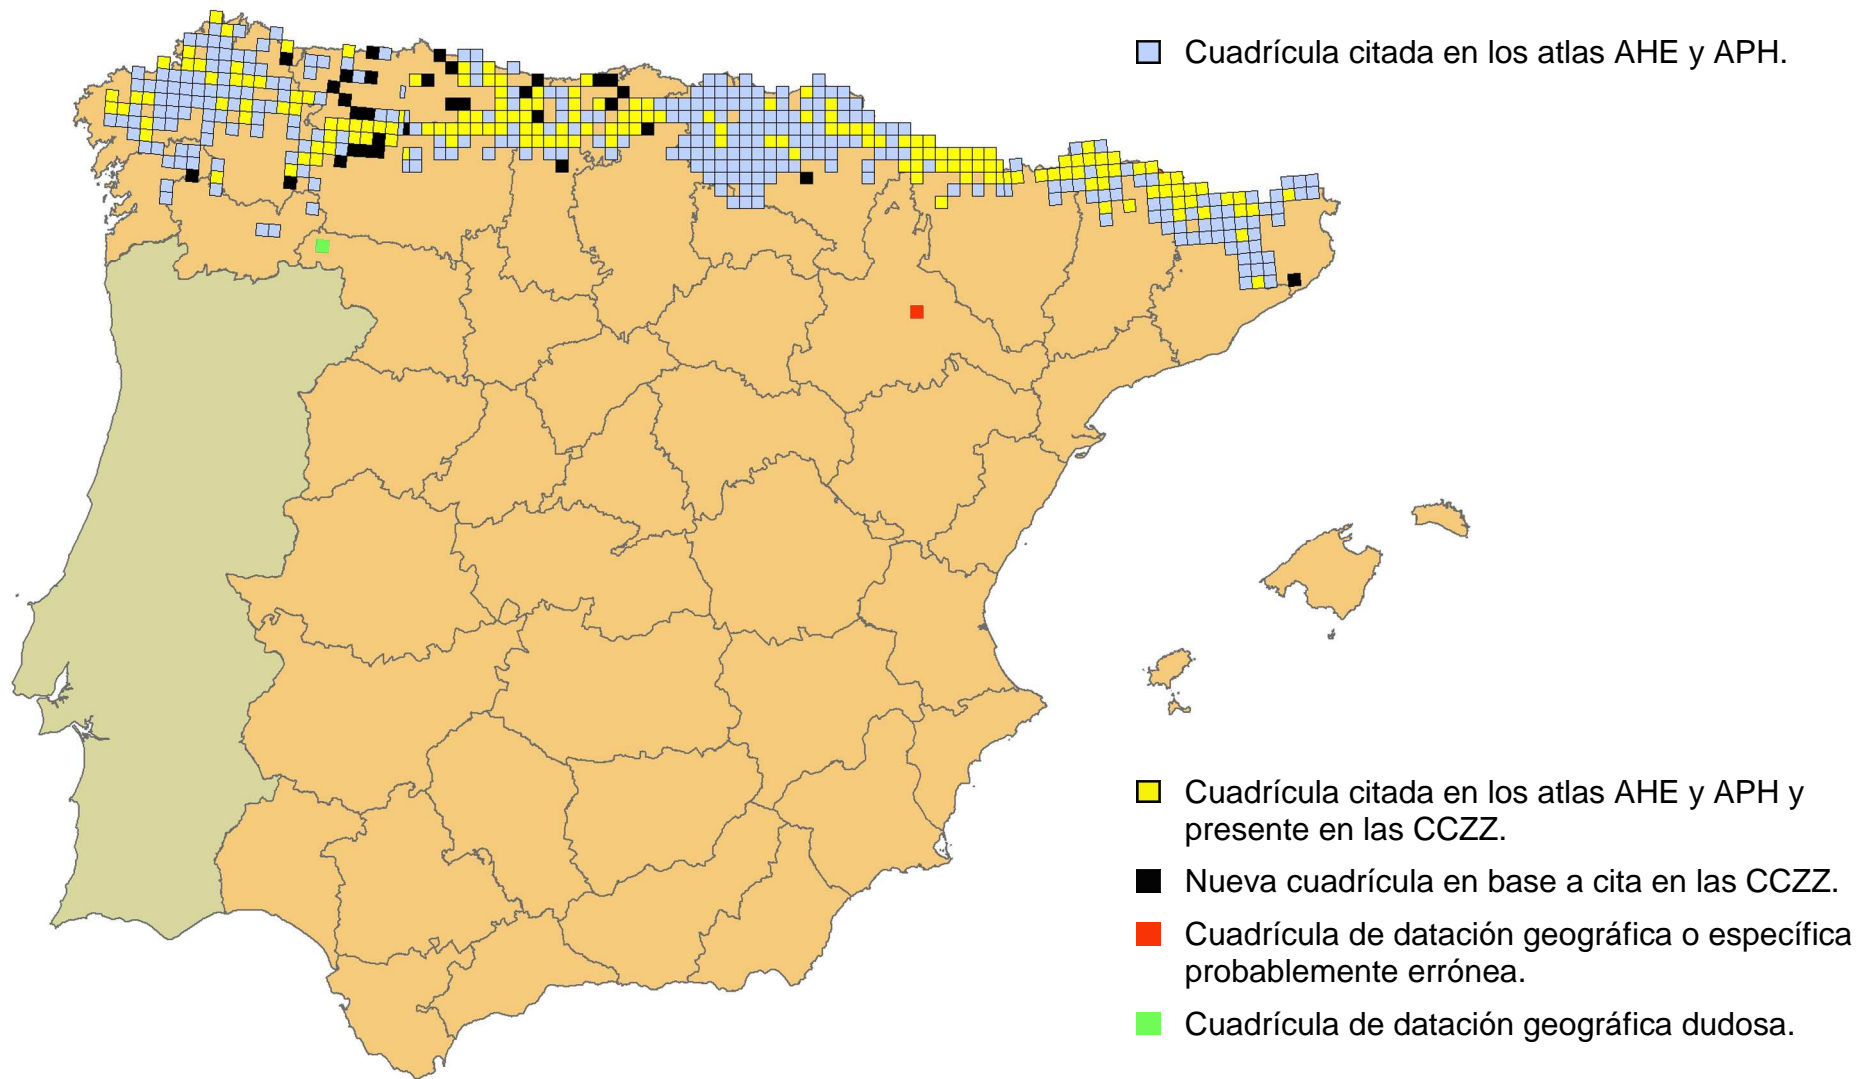 Cuadrícula citada en los atlas AHE y APH.
Cuadrícula citada en los atlas AHE y APH y
presente en las CCZZ.
Nueva cuadrícula en base a cita en las CCZZ.
Cuadrícula de datación geográfica o específica
probablemente errónea.
Cuadrícula de datación geográfica dudosa.